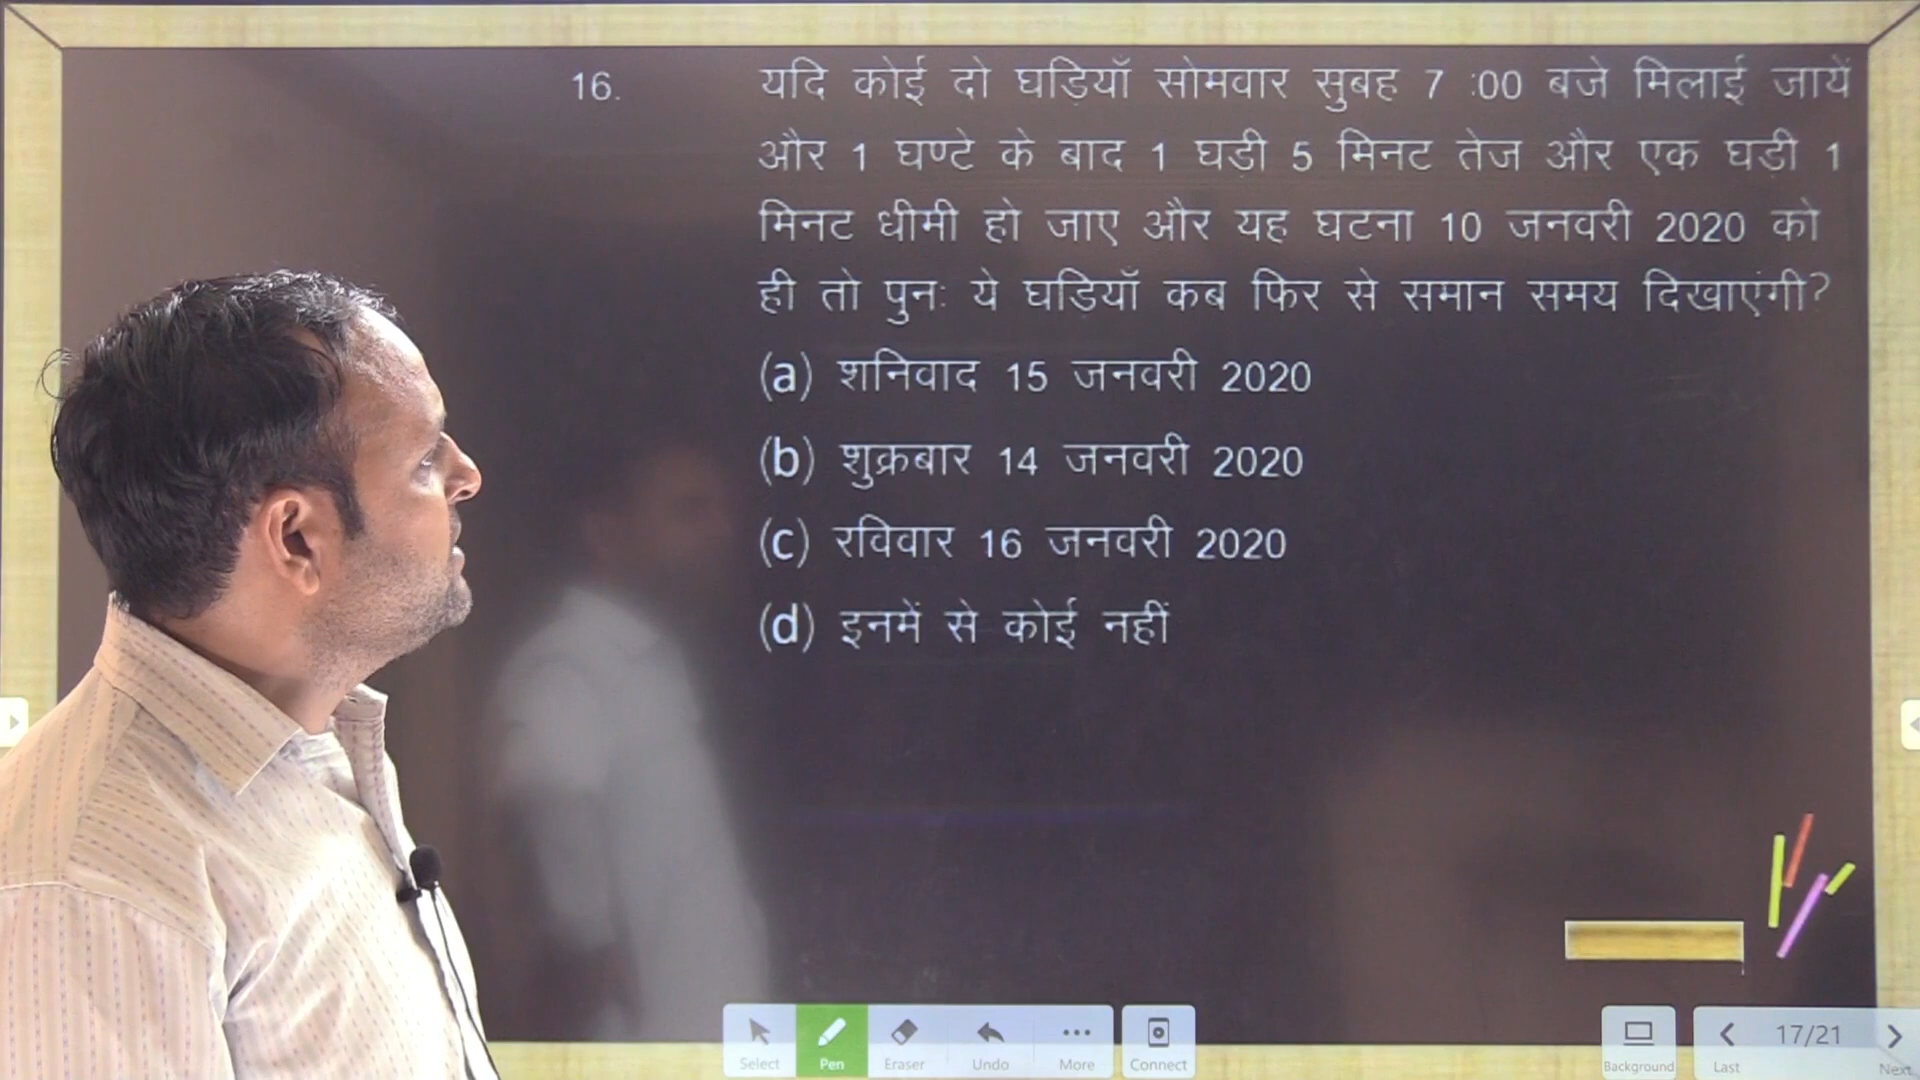 16. यदि कोई दो घड़ियाँ सोमवार सुबह 7 :00 बजे मिलाई जायें
और 1 घण्टे के बाद 1 घड़ी 5 मिनट तेज और एक घड़ी 1
मिनट धीमी हो जाए और यह घटना 10 जनवरी 2020 को
ही तो पुनः ये घड़ियाँ कब फिर से समान समय दिखाएंगी?
(a) शनिवाद 15 जनवरी 2020
(b) शुक्रबार 14 जनवरी 2020
(c) रविवार 16 जनवरी 2020
(d) इनमें से कोई नहीं
Select Pen Eraser Undo More Connect Background Last 17/21 Next